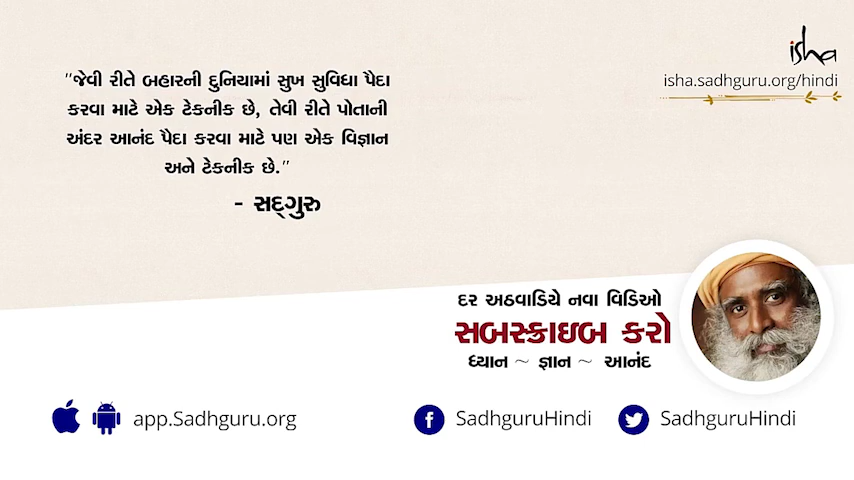 isha
isha.sadhguru.org/hindi
"જેવી રીતે બહારની દુનિયામાં સુખ સુવિધા પૈદા
કરવા માટે એક ટેકનીક છે, તેવી રીતે પોતાની
અંદર આનંદ પૈદા કરવા માટે પણ એક વિજ્ઞાન
અને ટેકનીક છે."
- સદ્‌ગુરુ
દર અઠવાડિયે નવા વિડિઓ
સબસ્ક્રાઇબ કરો
ધ્યાન ~ જ્ઞાન ~ આનંદ
app.Sadhguru.org
SadhguruHindi
SadhguruHindi